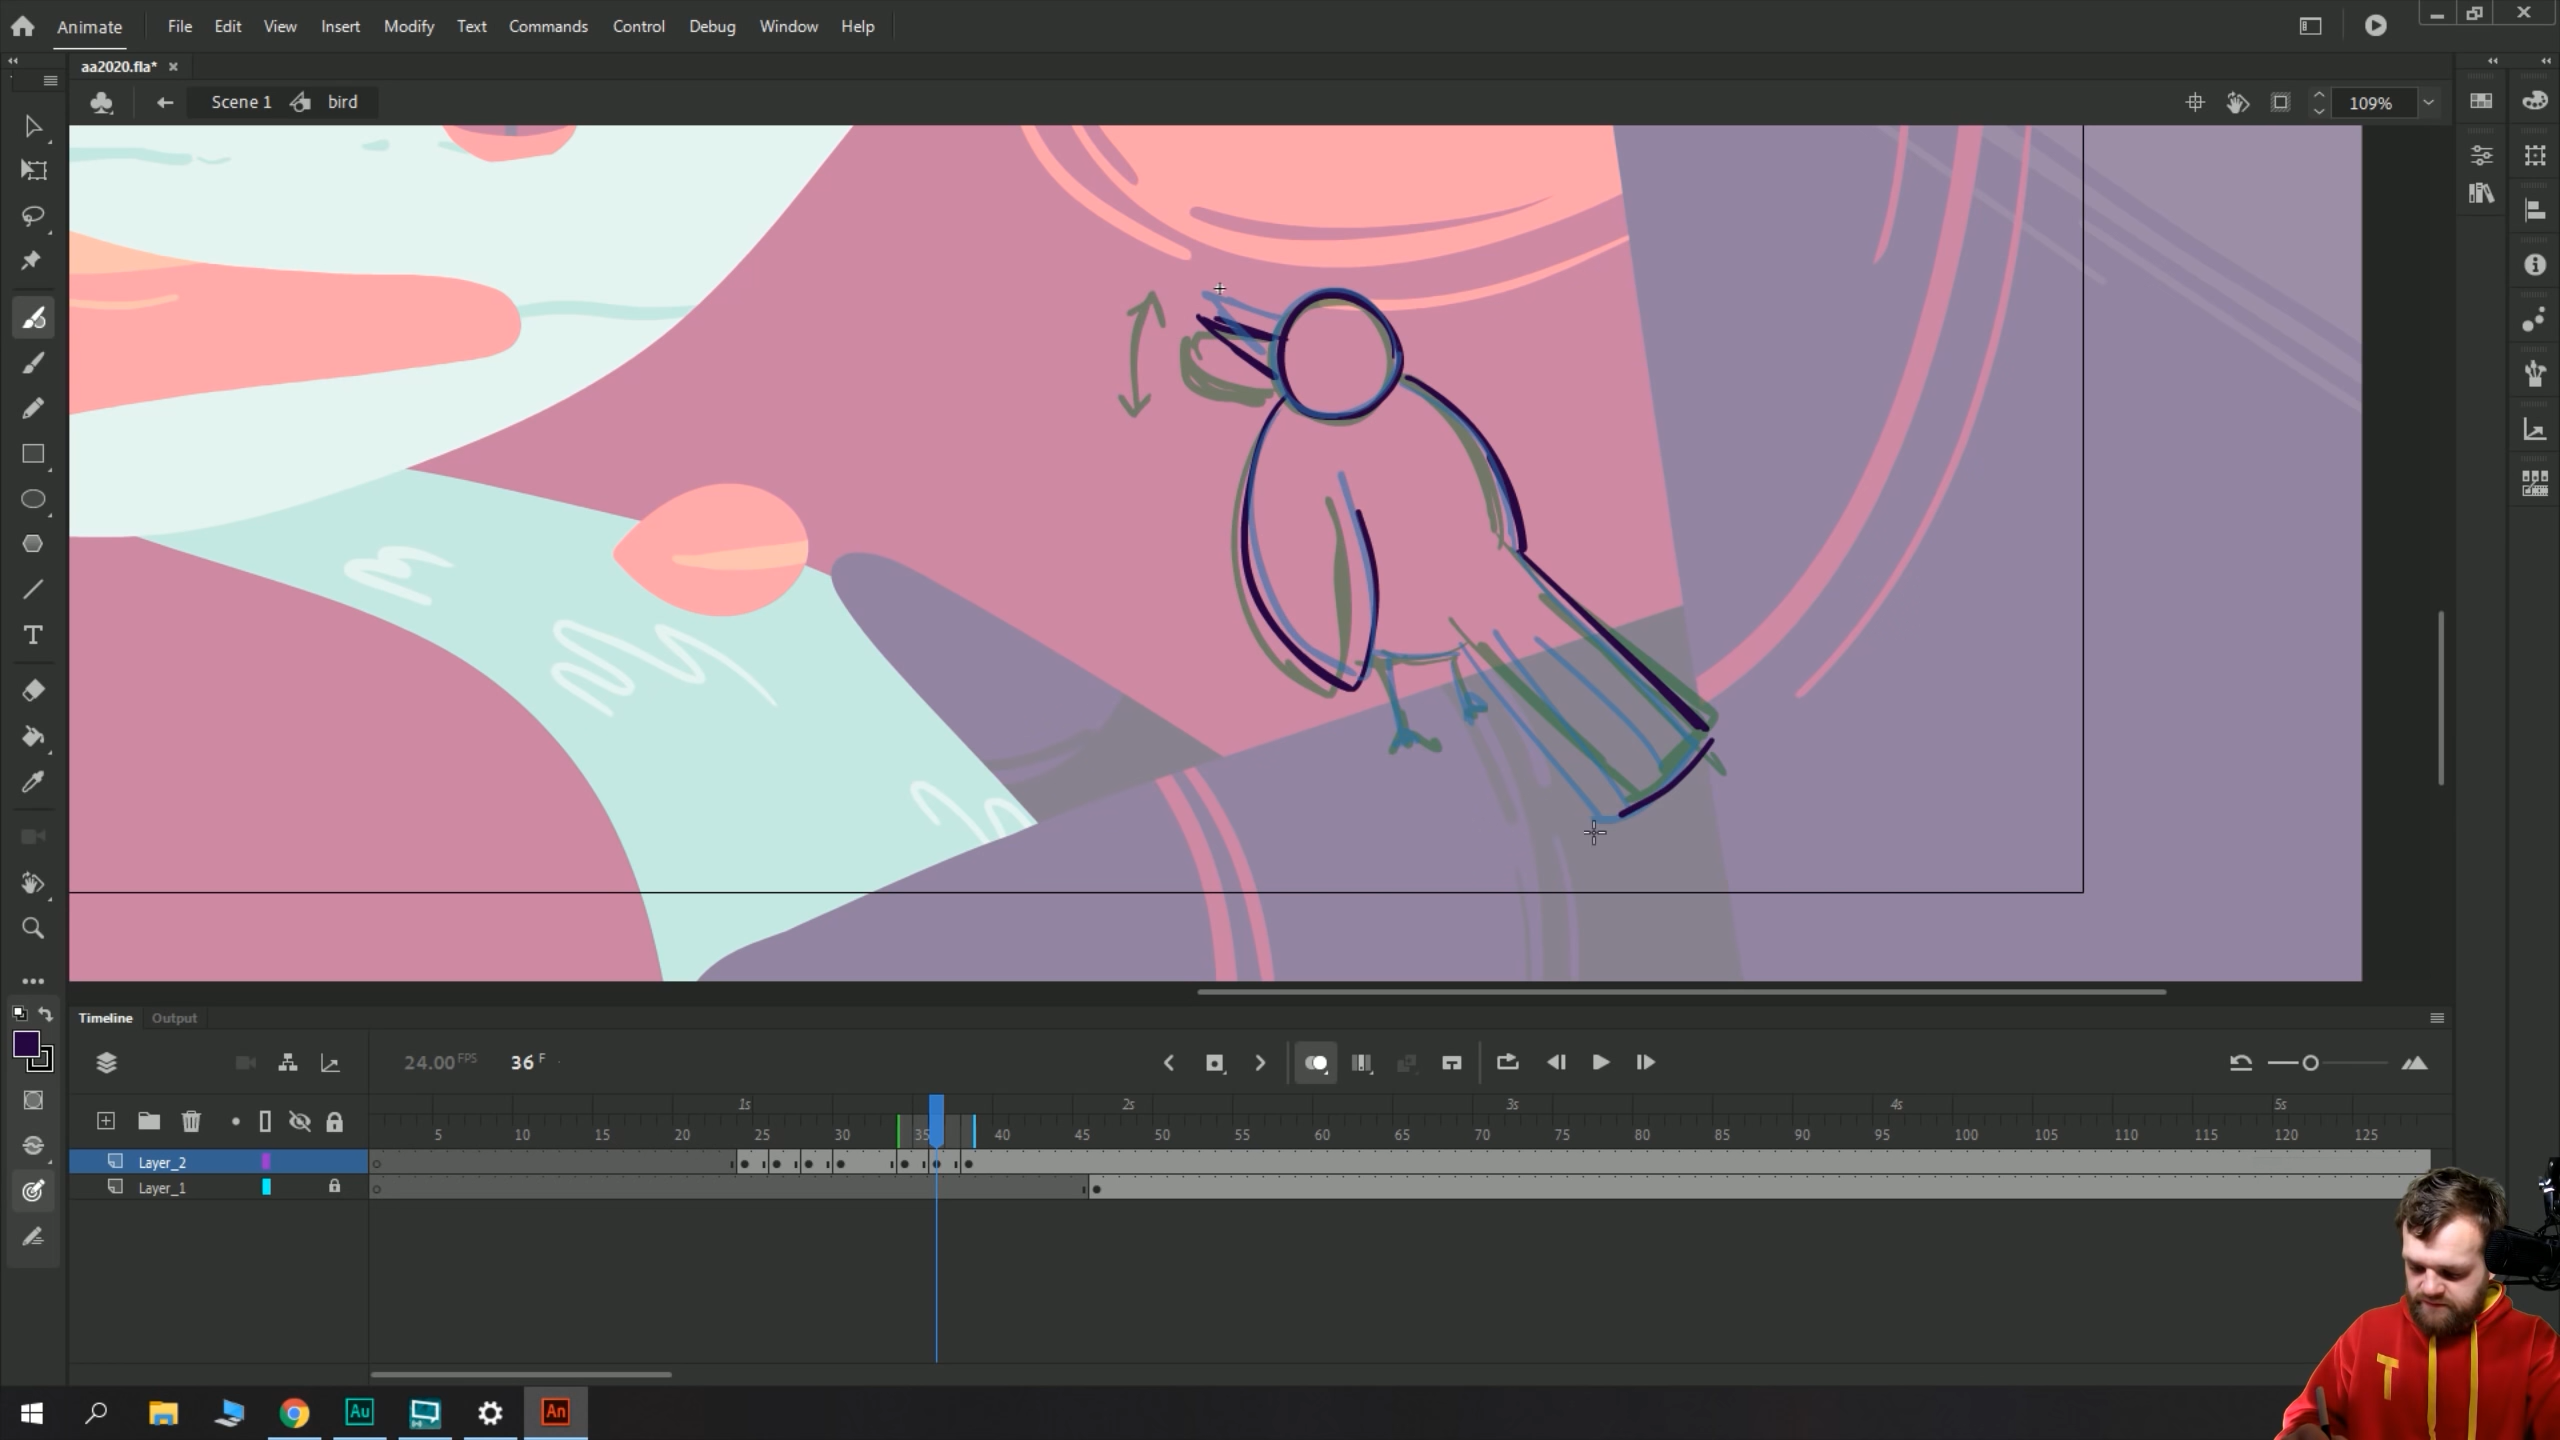 Animate File Edit View Insert Modify Text Commands Control Debug Window Help
aa2020.fla* ×
Scene 1 bird 109%
T
Timeline Output
24.00 FPS 36 F
1s 2s 3s 4s 5s
5 10 15 20 25 30 35 40 45 50 55 60 65 70 75 80 85 90 95 100 105 110 115 120 125
Layer_2
Layer_1
T
Au An